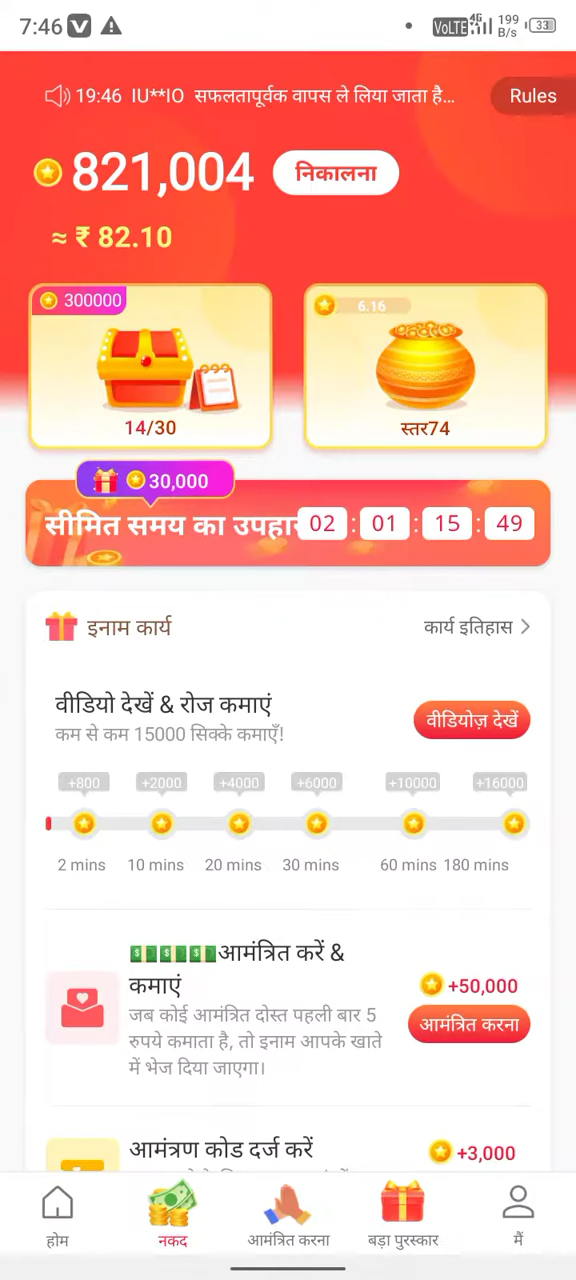 7:46 V VoLTE 4G 199 B/s 33
19:46 IU**IO सफलतापूर्वक वापस ले लिया जाता है... Rules
821,004 निकालना
≈ ₹ 82.10
300000 6.16
14/30 स्तर74
30,000
सीमित समय का उपहार 02 : 01 : 15 : 49
इनाम कार्य कार्य इतिहास >
वीडियो देखें & रोज कमाएं
कम से कम 15000 सिक्के कमाएँ! वीडियोज़ देखें
+800 +2000 +4000 +6000 +10000 +16000
2 mins 10 mins 20 mins 30 mins 60 mins 180 mins
आमंत्रित करें &
कमाएं +50,000
जब कोई आमंत्रित दोस्त पहली बार 5
रुपये कमाता है, तो इनाम आपके खाते आमंत्रित करना
में भेज दिया जाएगा।
आमंत्रण कोड दर्ज करें +3,000
होम नकद आमंत्रित करना बड़ा पुरस्कार मैं